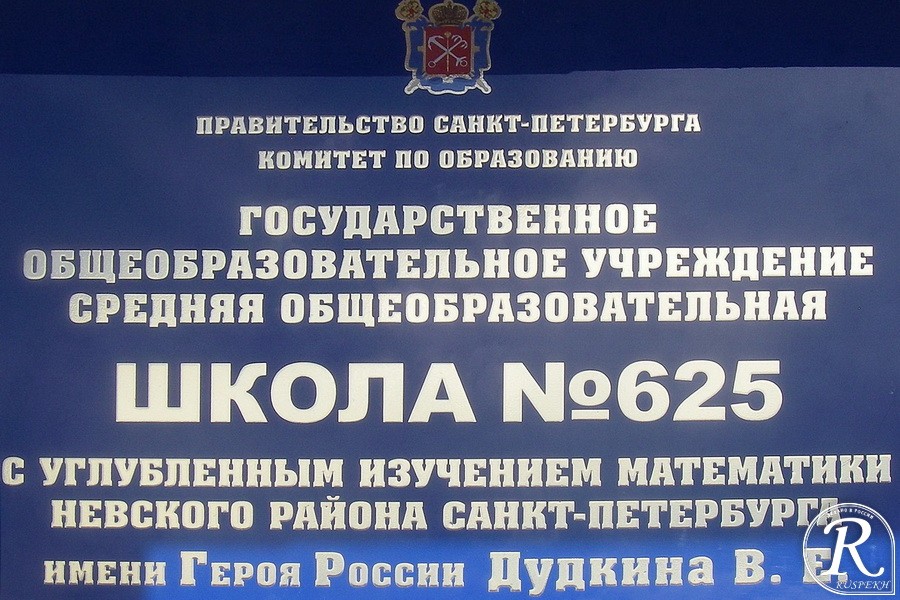 ПРАВИТЕЛЬСТВО САНКТ-ПЕТЕРБУРГА
КОМИТЕТ ПО ОБРАЗОВАНИЮ
ГОСУДАРСТВЕННОЕ
ОБЩЕОБРАЗОВАТЕЛЬНОЕ УЧРЕЖДЕНИЕ
СРЕДНЯЯ ОБЩЕОБРАЗОВАТЕЛЬНАЯ
ШКОЛА №625
С УГЛУБЛЕННЫМ ИЗУЧЕНИЕМ МАТЕМАТИКИ
НЕВСКОГО РАЙОНА САНКТ-ПЕТЕРБУРГА
ИМЕНИ ГЕРОЯ РОССИИ ДУДКИНА В. Е.
R
RUSPEKH